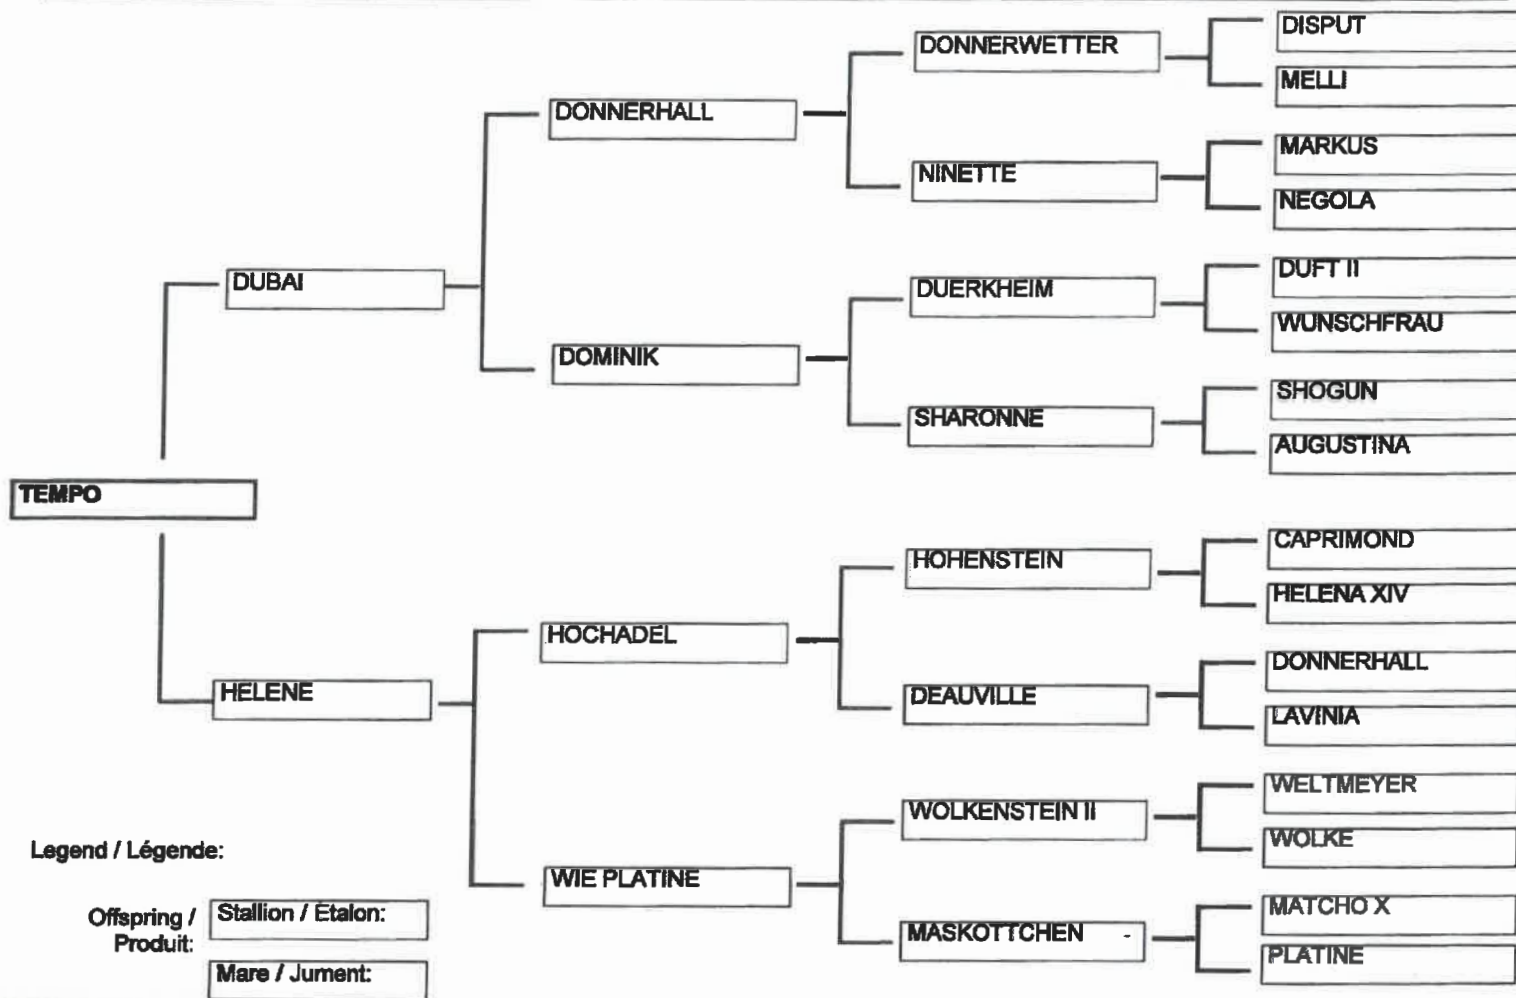 DISPUT
DONNERWETTER
MELLI
DONNERHALL
MARKUS
NINETTE
NEGOLA
DUBAI
DUFT II
DUERKHEIM
WUNSCHFRAU
DOMINIK
SHOGUN
SHARONNE
AUGUSTINA
TEMPO
CAPRIMOND
HOHENSTEIN
HELENA XIV
HOCHADEL
DONNERHALL
HELENE
DEAUVILLE
LAVINIA
WELTMEYER
WOLKENSTEIN II
WOLKE
WIE PLATINE
MATCHO X
MASKOTTCHEN -
PLATINE
Legend / Légende:
Offspring /
Produit:
Stallion / Etalon:
Mare / Jument: